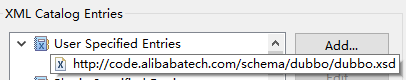 XML Catalog Entries
User Specified Entries
Add...
http://code.alibabatech.com/schema/dubbo/dubbo.xsd